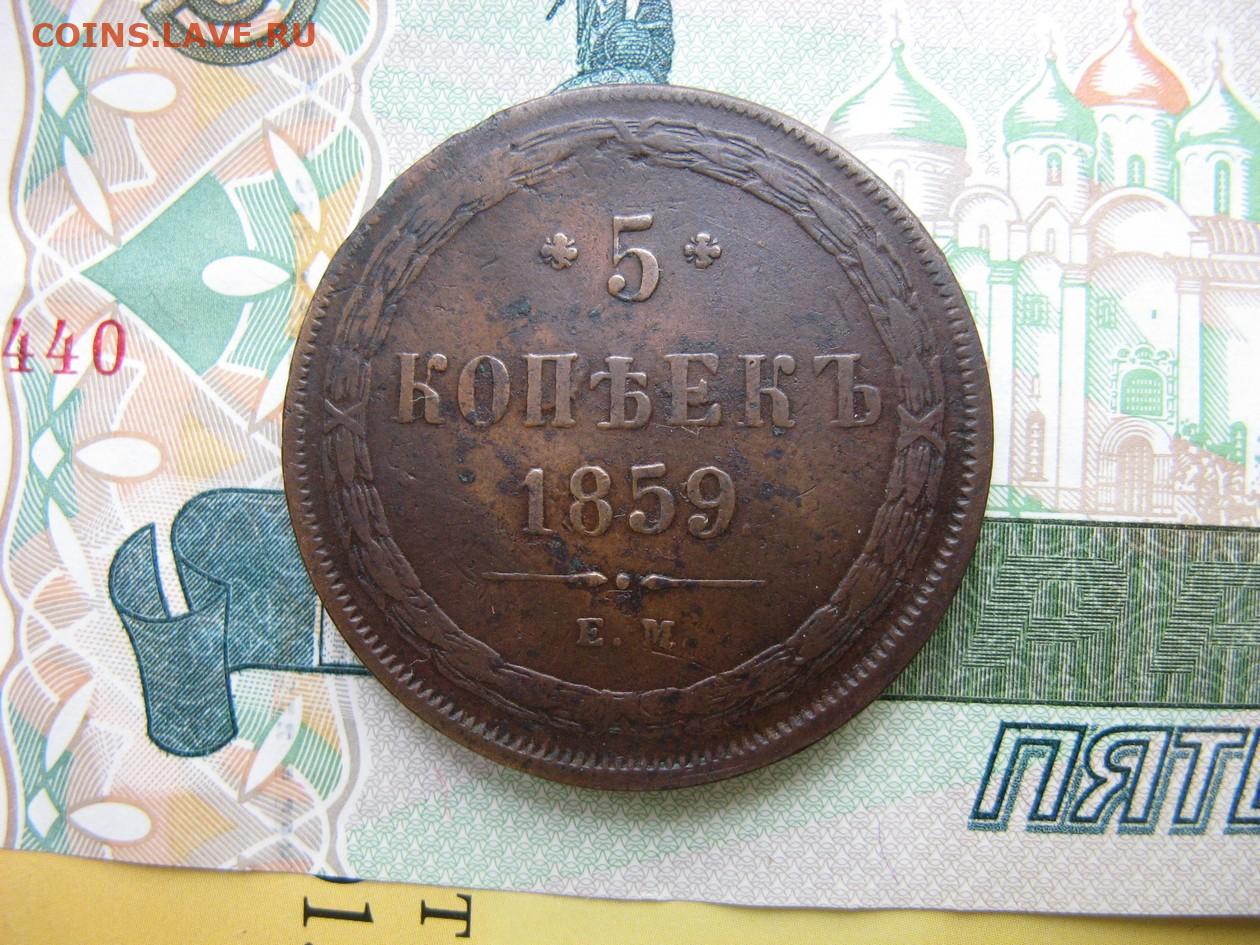 COINS.LAVE.RU
440
5
КОПѢЕКЪ
1859
Е. М.
ПЯТ